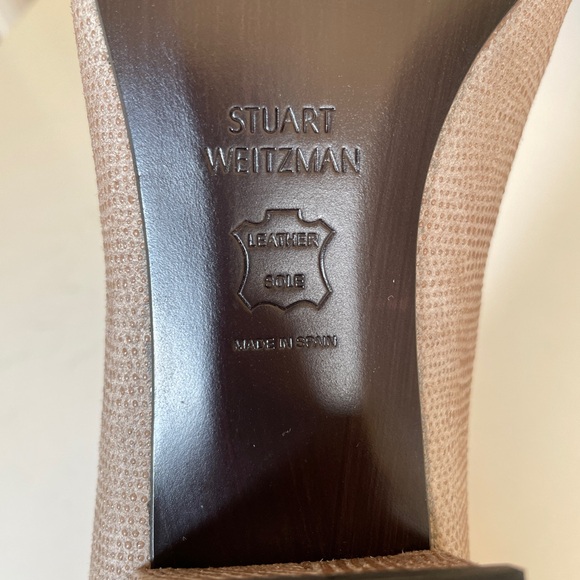 STUART
WEITZMAN
LEATHER
SOLE
MADE IN SPAIN